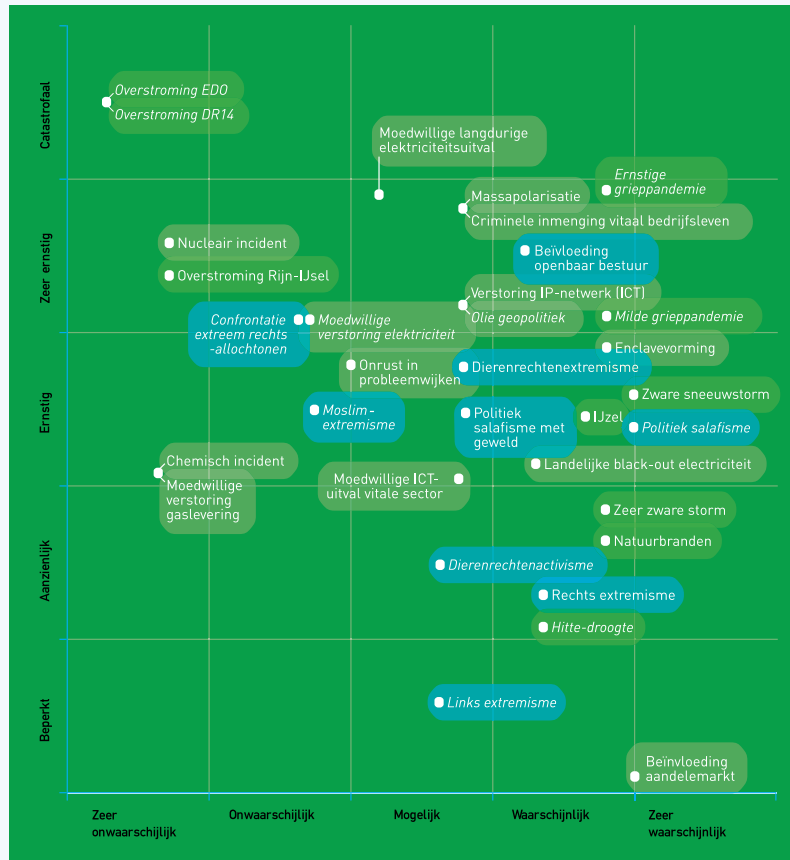 Catastrofaal
Overstroming EDO
Overstroming DR14
Moedwillige langdurige
elektriciteitsuitval
Ernstige
grieppandemie
Massapolarisatie
Criminele inmenging vitaal bedrijfsleven
Zeer ernstig
Nucleair incident
Beïvloeding
openbaar bestuur
Overstroming Rijn-IJsel
Verstoring IP-netwerk (ICT)
Olie geopolitiek
Confrontatie
extreem rechts
-allochtonen
Moedwillige
verstoring elektriciteit
Milde grieppandemie
Enclavevorming
Ernstig
Onrust in
probleemwijken
Dierenrechtenextremisme
Zware sneeuwstorm
Moslim-
extremisme
Politiek
salafisme met
geweld
IJzel
Politiek salafisme
Chemisch incident
Moedwillige
verstoring
gaslevering
Moedwillige ICT-
uitval vitale sector
Landelijke black-out electriciteit
Aanzienlijk
Zeer zware storm
Natuurbranden
Dierenrechtenactivisme
Rechts extremisme
Hitte-droogte
Beperkt
Links extremisme
Beïnvloeding
aandelemarkt
Zeer
onwaarschijlijk
Onwaarschijlijk
Mogelijk
Waarschijnlijk
Zeer
waarschijnlijk